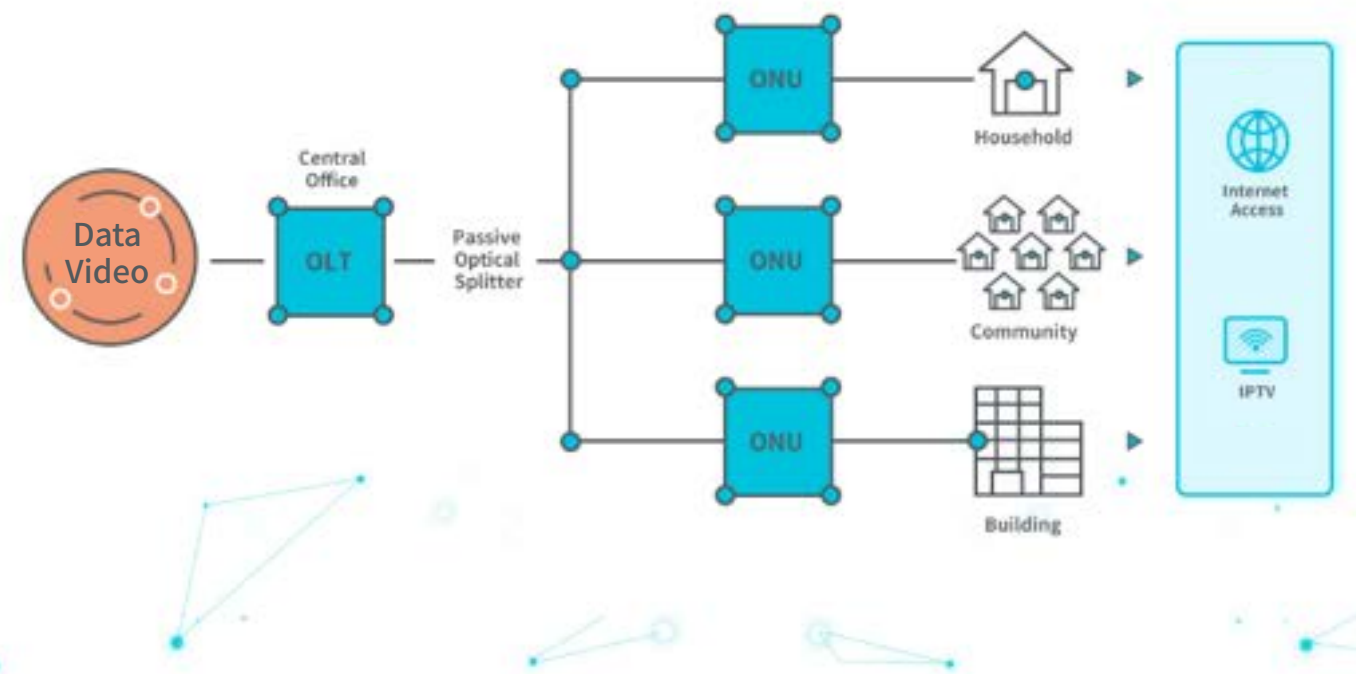 Data
Video
Central
Office
OLT
Passive
Optical
Splitter
ONU
Household
ONU
Community
ONU
Building
Internet
Access
IPTV